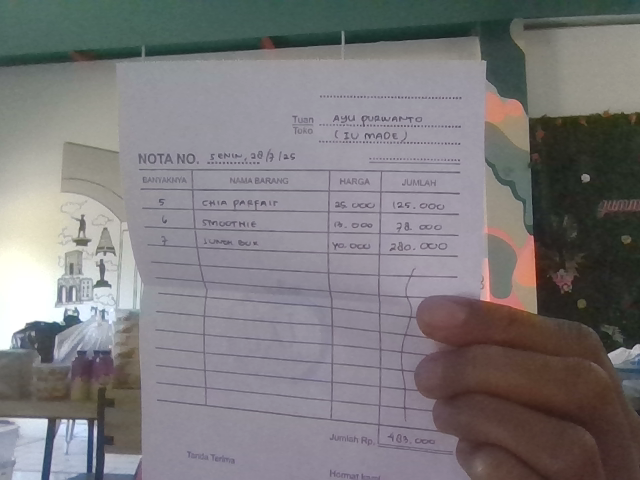 Tuan AYU PURWANTO
Toko (IU MADE)
NOTA NO. SENIN, 28/7/25
BANYAKNYA NAMA BARANG HARGA JUMLAH
5 CHIA PARFAIT 25.000 125.000
6 SMOOTHIE 13.000 78.000
7 LUNCH BOX 40.000 280.000
Jumlah Rp. 483.000
Tanda Terima
Hormat